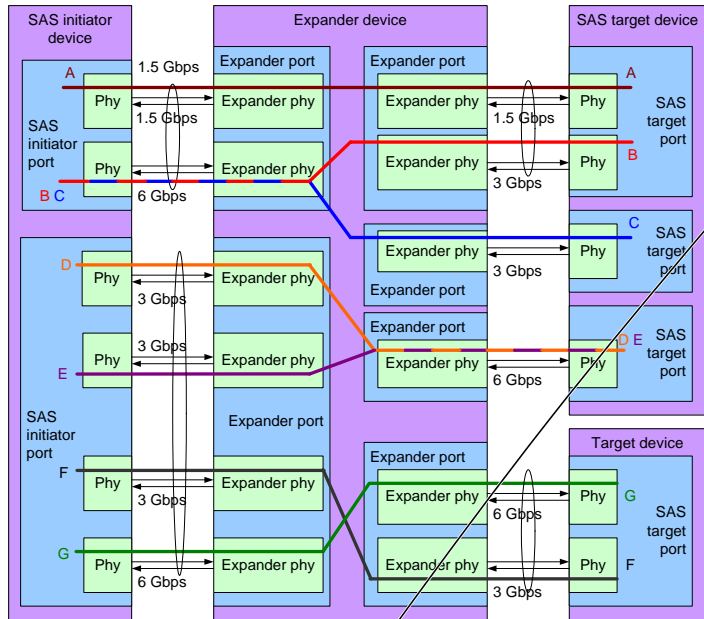 SAS initiator
device
Expander device
SAS target device
1.5 Gbps
Expander port
Expander port
A
A
Phy
Expander phy
Expander phy
Phy
1.5 Gbps
1.5 Gbps
SAS
target
port
SAS
initiator
port
Phy
Expander phy
Expander phy
Phy
B
B C
6 Gbps
3 Gbps
C
SAS
target
port
Phy
Expander phy
Expander phy
Phy
D
3 Gbps
3 Gbps
Expander port
Expander port
SAS
target
port
3 Gbps
Phy
Expander phy
Expander phy
Phy
D E
E
6 Gbps
SAS
initiator
port
Expander port
Target device
Expander port
F
Phy
Expander phy
Expander phy
Phy
G
3 Gbps
6 Gbps
SAS
target
port
G
Phy
Expander phy
Expander phy
Phy
F
6 Gbps
3 Gbps